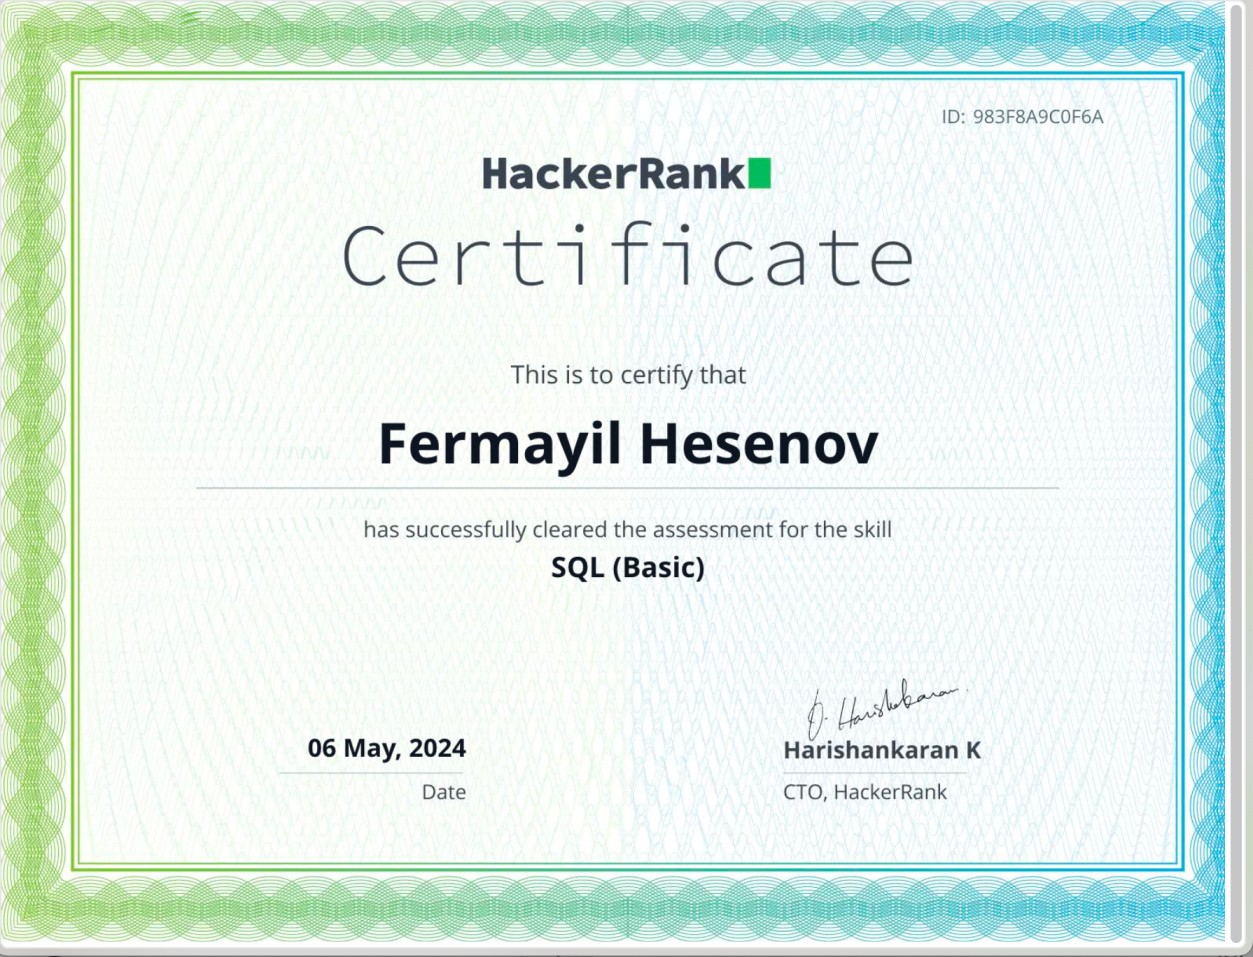 ID: 983F8A9C0F6A
HackerRank
Certificate
This is to certify that
Fermayil Hesenov
has successfully cleared the assessment for the skill
SQL (Basic)
06 May, 2024
Date
D. Harishankaran
Harishankaran K
CTO, HackerRank